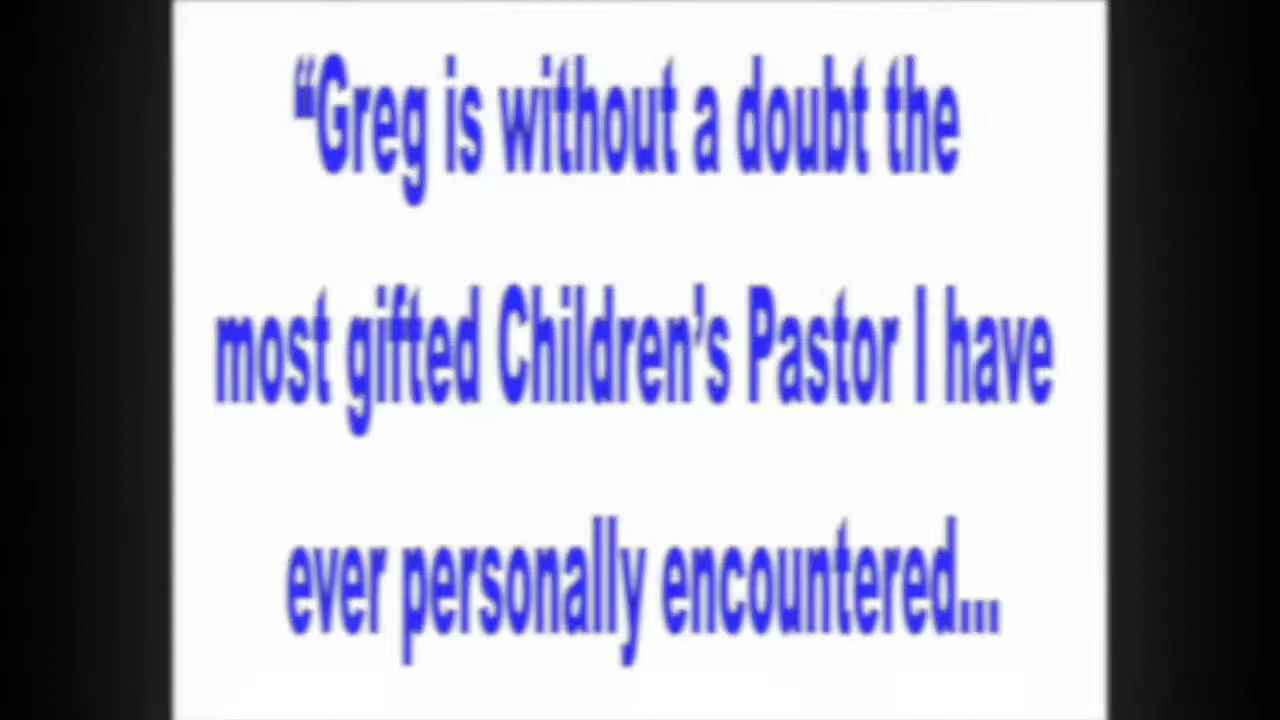 “Greg is without a doubt the
most gifted Children’s Pastor I have
ever personally encountered...